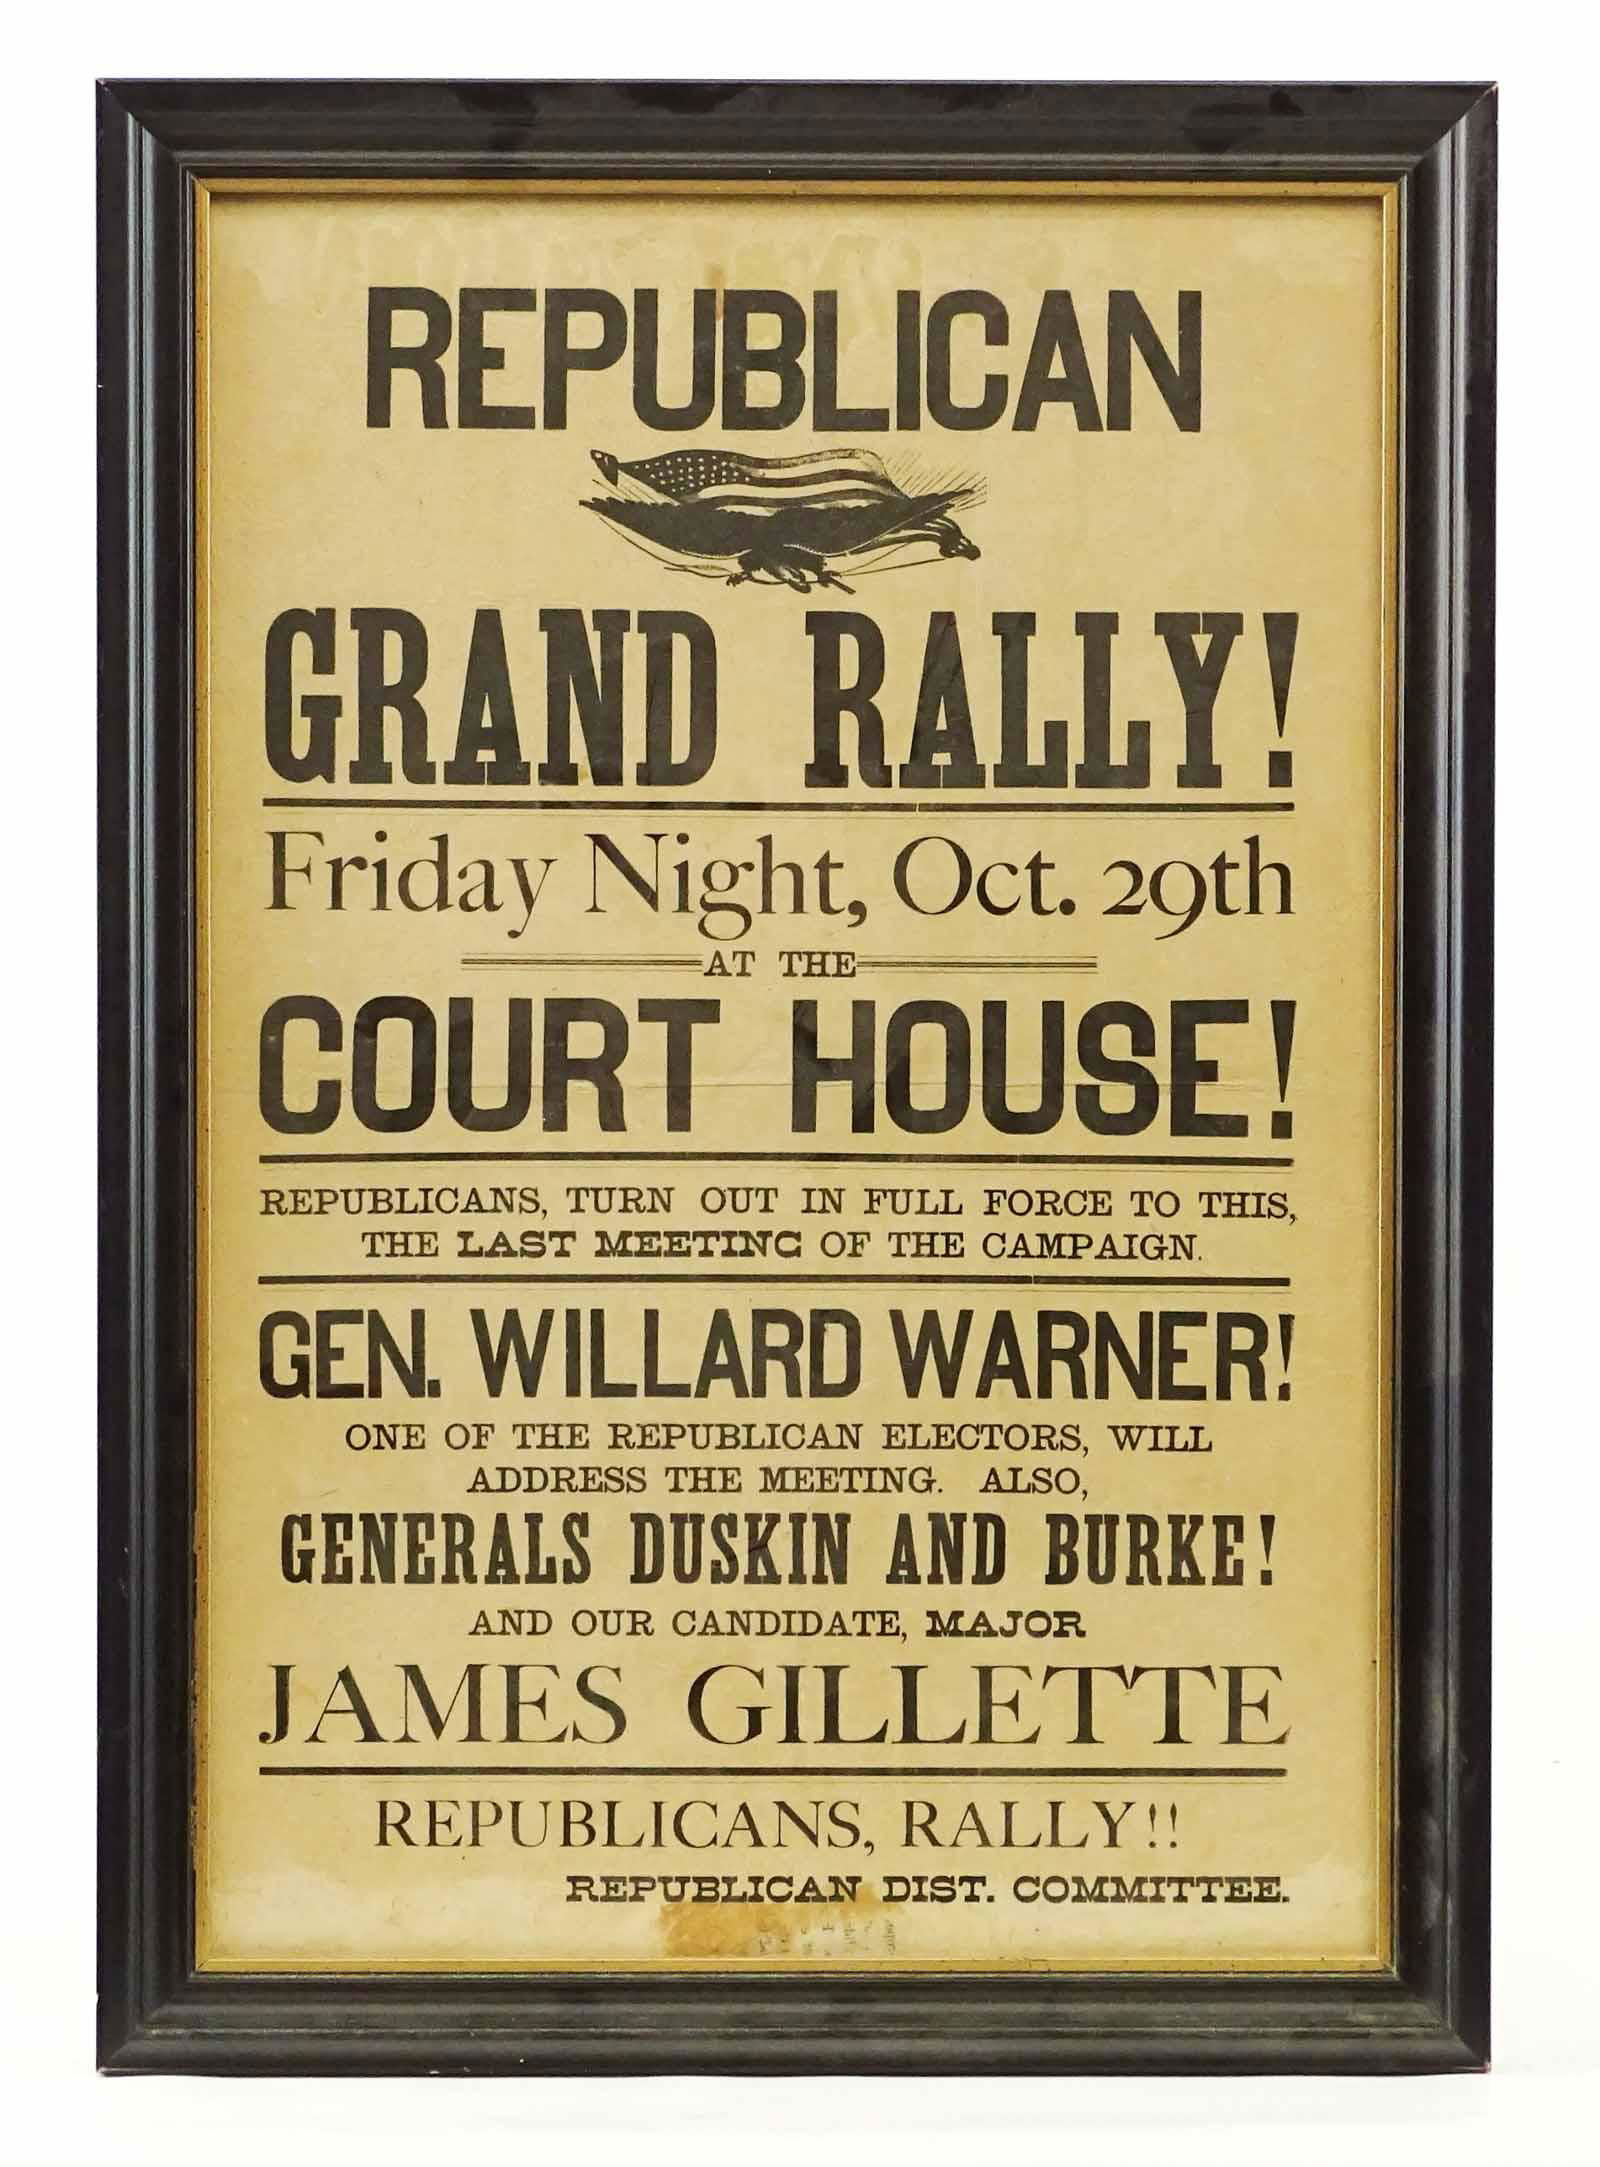 REPUBLICAN
GRAND RALLY!
Friday Night, Oct. 29th
AT THE
COURT HOUSE!
REPUBLICANS, TURN OUT IN FULL FORCE TO THIS,
THE LAST MEETING OF THE CAMPAIGN.
GEN. WILLARD WARNER!
ONE OF THE REPUBLICAN ELECTORS, WILL
ADDRESS THE MEETING. ALSO,
GENERALS DUSKIN AND BURKE!
AND OUR CANDIDATE, MAJOR
JAMES GILLETTE
REPUBLICANS, RALLY!!
REPUBLICAN DIST. COMMITTEE.